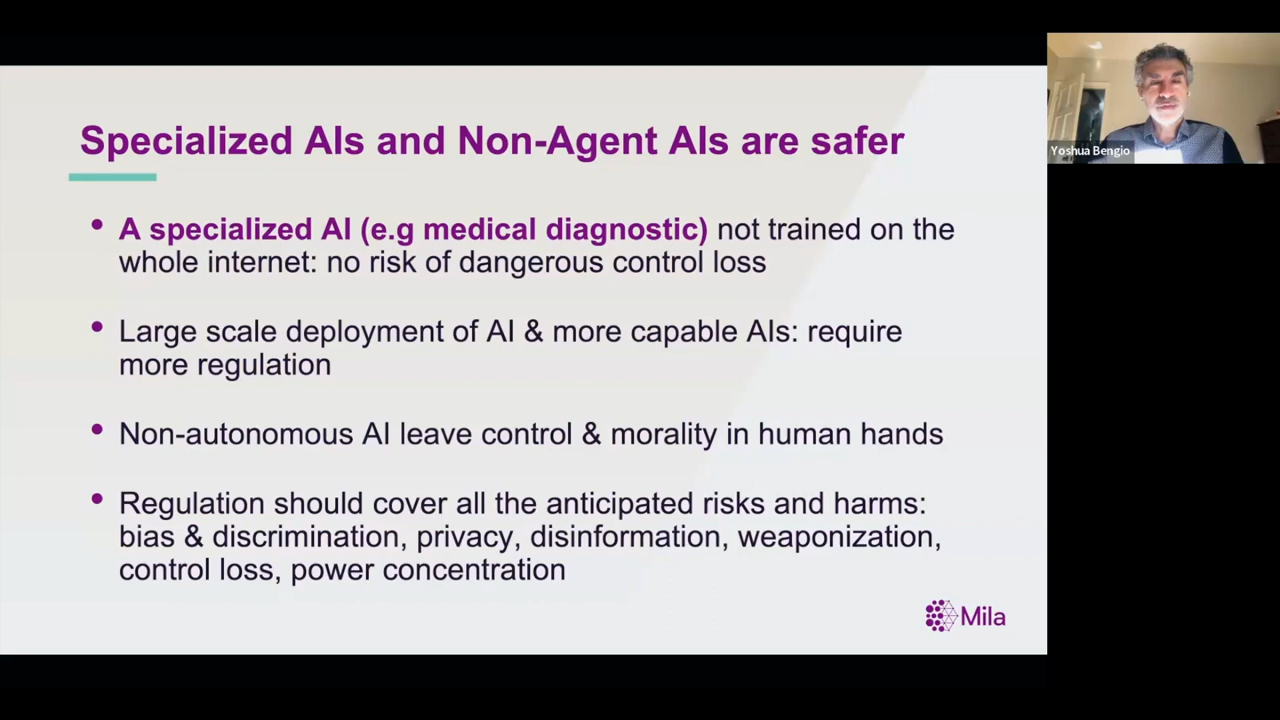 Specialized AIs and Non-Agent AIs are safer
• A specialized AI (e.g medical diagnostic) not trained on the
whole internet: no risk of dangerous control loss
• Large scale deployment of AI & more capable AIs: require
more regulation
• Non-autonomous AI leave control & morality in human hands
• Regulation should cover all the anticipated risks and harms:
bias & discrimination, privacy, disinformation, weaponization,
control loss, power concentration
Mila
Yoshua Bengio